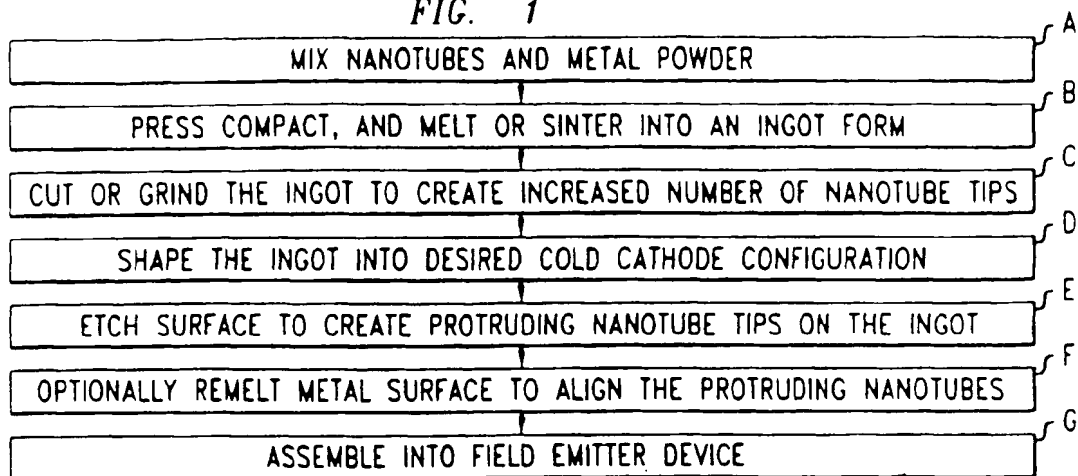 FIG. 1
A
MIX NANOTUBES AND METAL POWDER
B
PRESS COMPACT, AND MELT OR SINTER INTO AN INGOT FORM
C
CUT OR GRIND THE INGOT TO CREATE INCREASED NUMBER OF NANOTUBE TIPS
D
SHAPE THE INGOT INTO DESIRED COLD CATHODE CONFIGURATION
E
ETCH SURFACE TO CREATE PROTRUDING NANOTUBE TIPS ON THE INGOT
F
OPTIONALLY REMELT METAL SURFACE TO ALIGN THE PROTRUDING NANOTUBES
G
ASSEMBLE INTO FIELD EMITTER DEVICE